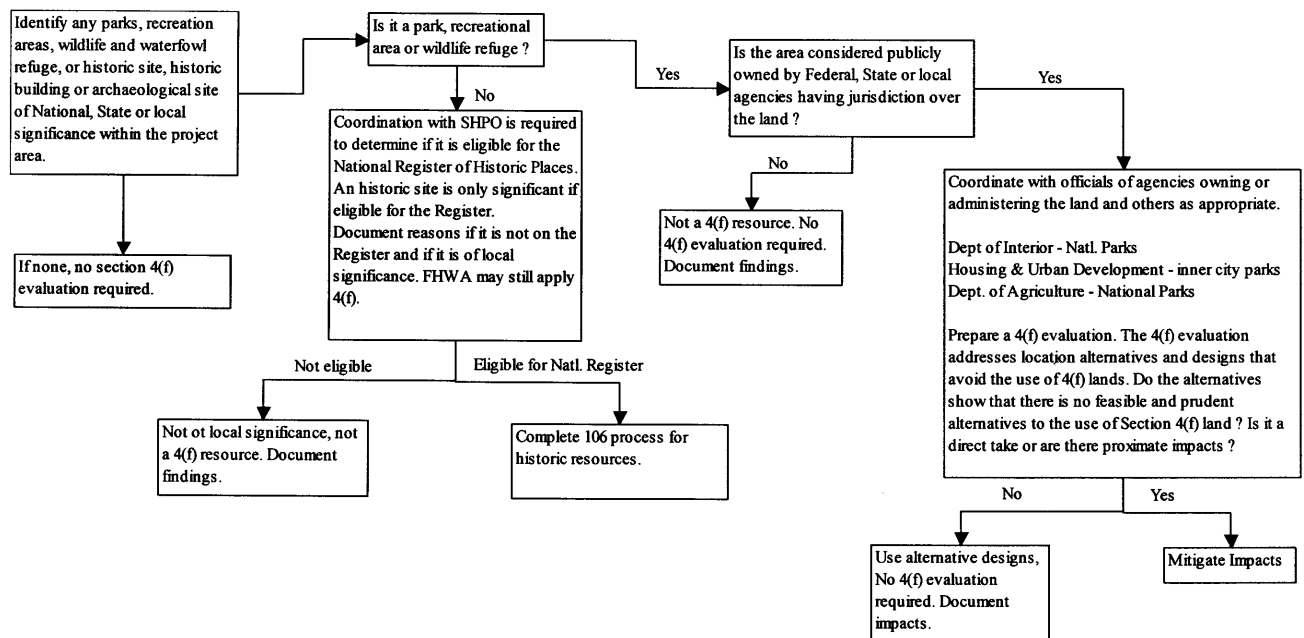 Identify any parks, recreation
areas, wildlife and waterfowl
refuge, or historic site, historic
building or archaeological site
of National, State or local
significance within the project
area.
If none, no section 4(f)
evaluation required.
Is it a park, recreational
area or wildlife refuge ?
No
Yes
Coordination with SHPO is required
to determine if it is eligible for the
National Register of Historic Places.
An historic site is only significant if
eligible for the Register.
Document reasons if it is not on the
Register and if it is of local
significance. FHWA may still apply
4(f).
Not eligible
Eligible for Natl. Register
Not ot local significance, not
a 4(f) resource. Document
findings.
Complete 106 process for
historic resources.
Is the area considered publicly
owned by Federal, State or local
agencies having jurisdiction over
the land ?
No
Yes
Not a 4(f) resource. No
4(f) evaluation required.
Document findings.
Coordinate with officials of agencies owning or
administering the land and others as appropriate.
Dept of Interior - Natl. Parks
Housing & Urban Development - inner city parks
Dept. of Agriculture - National Parks
Prepare a 4(f) evaluation. The 4(f) evaluation
addresses location alternatives and designs that
avoid the use of 4(f) lands. Do the alternatives
show that there is no feasible and prudent
alternatives to the use of Section 4(f) land ? Is it a
direct take or are there proximate impacts ?
No
Yes
Use alternative designs,
No 4(f) evaluation
required. Document
impacts.
Mitigate Impacts